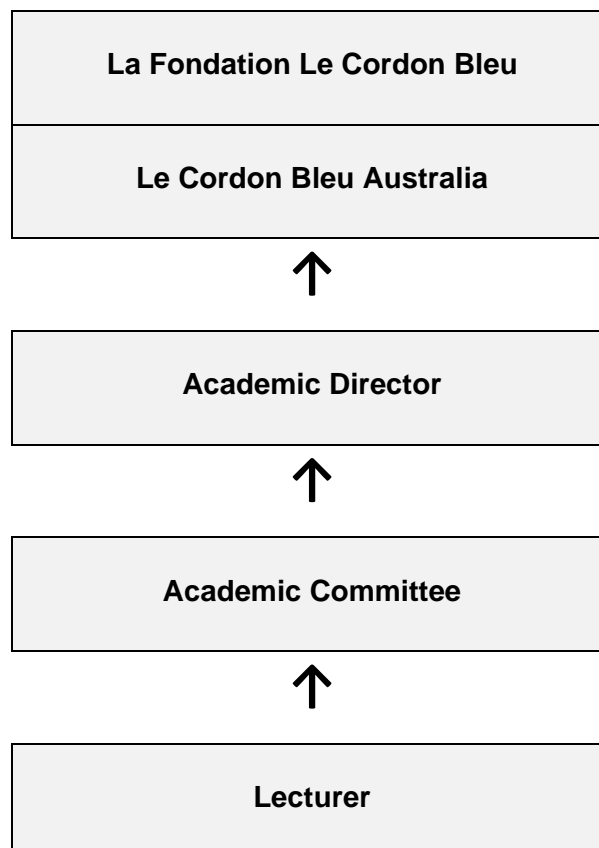 La Fondation Le Cordon Bleu
Le Cordon Bleu Australia
Academic Director
Academic Committee
Lecturer